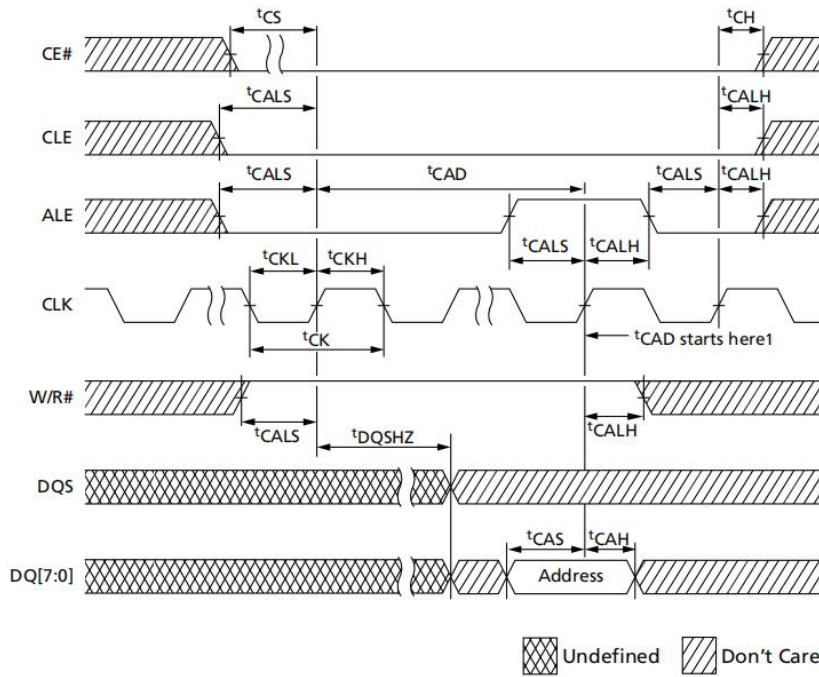 tCS
tCH
CE#
tCALS
tCALH
CLE
tCALS
tCAD
tCALS
tCALH
ALE
tCALS
tCALH
tCKL
tCKH
CLK
tCK
tCAD starts here1
W/R#
tCALS
tDQSHZ
tCALH
DQS
tCAS
tCAH
DQ[7:0]
Address
Undefined
Don't Care